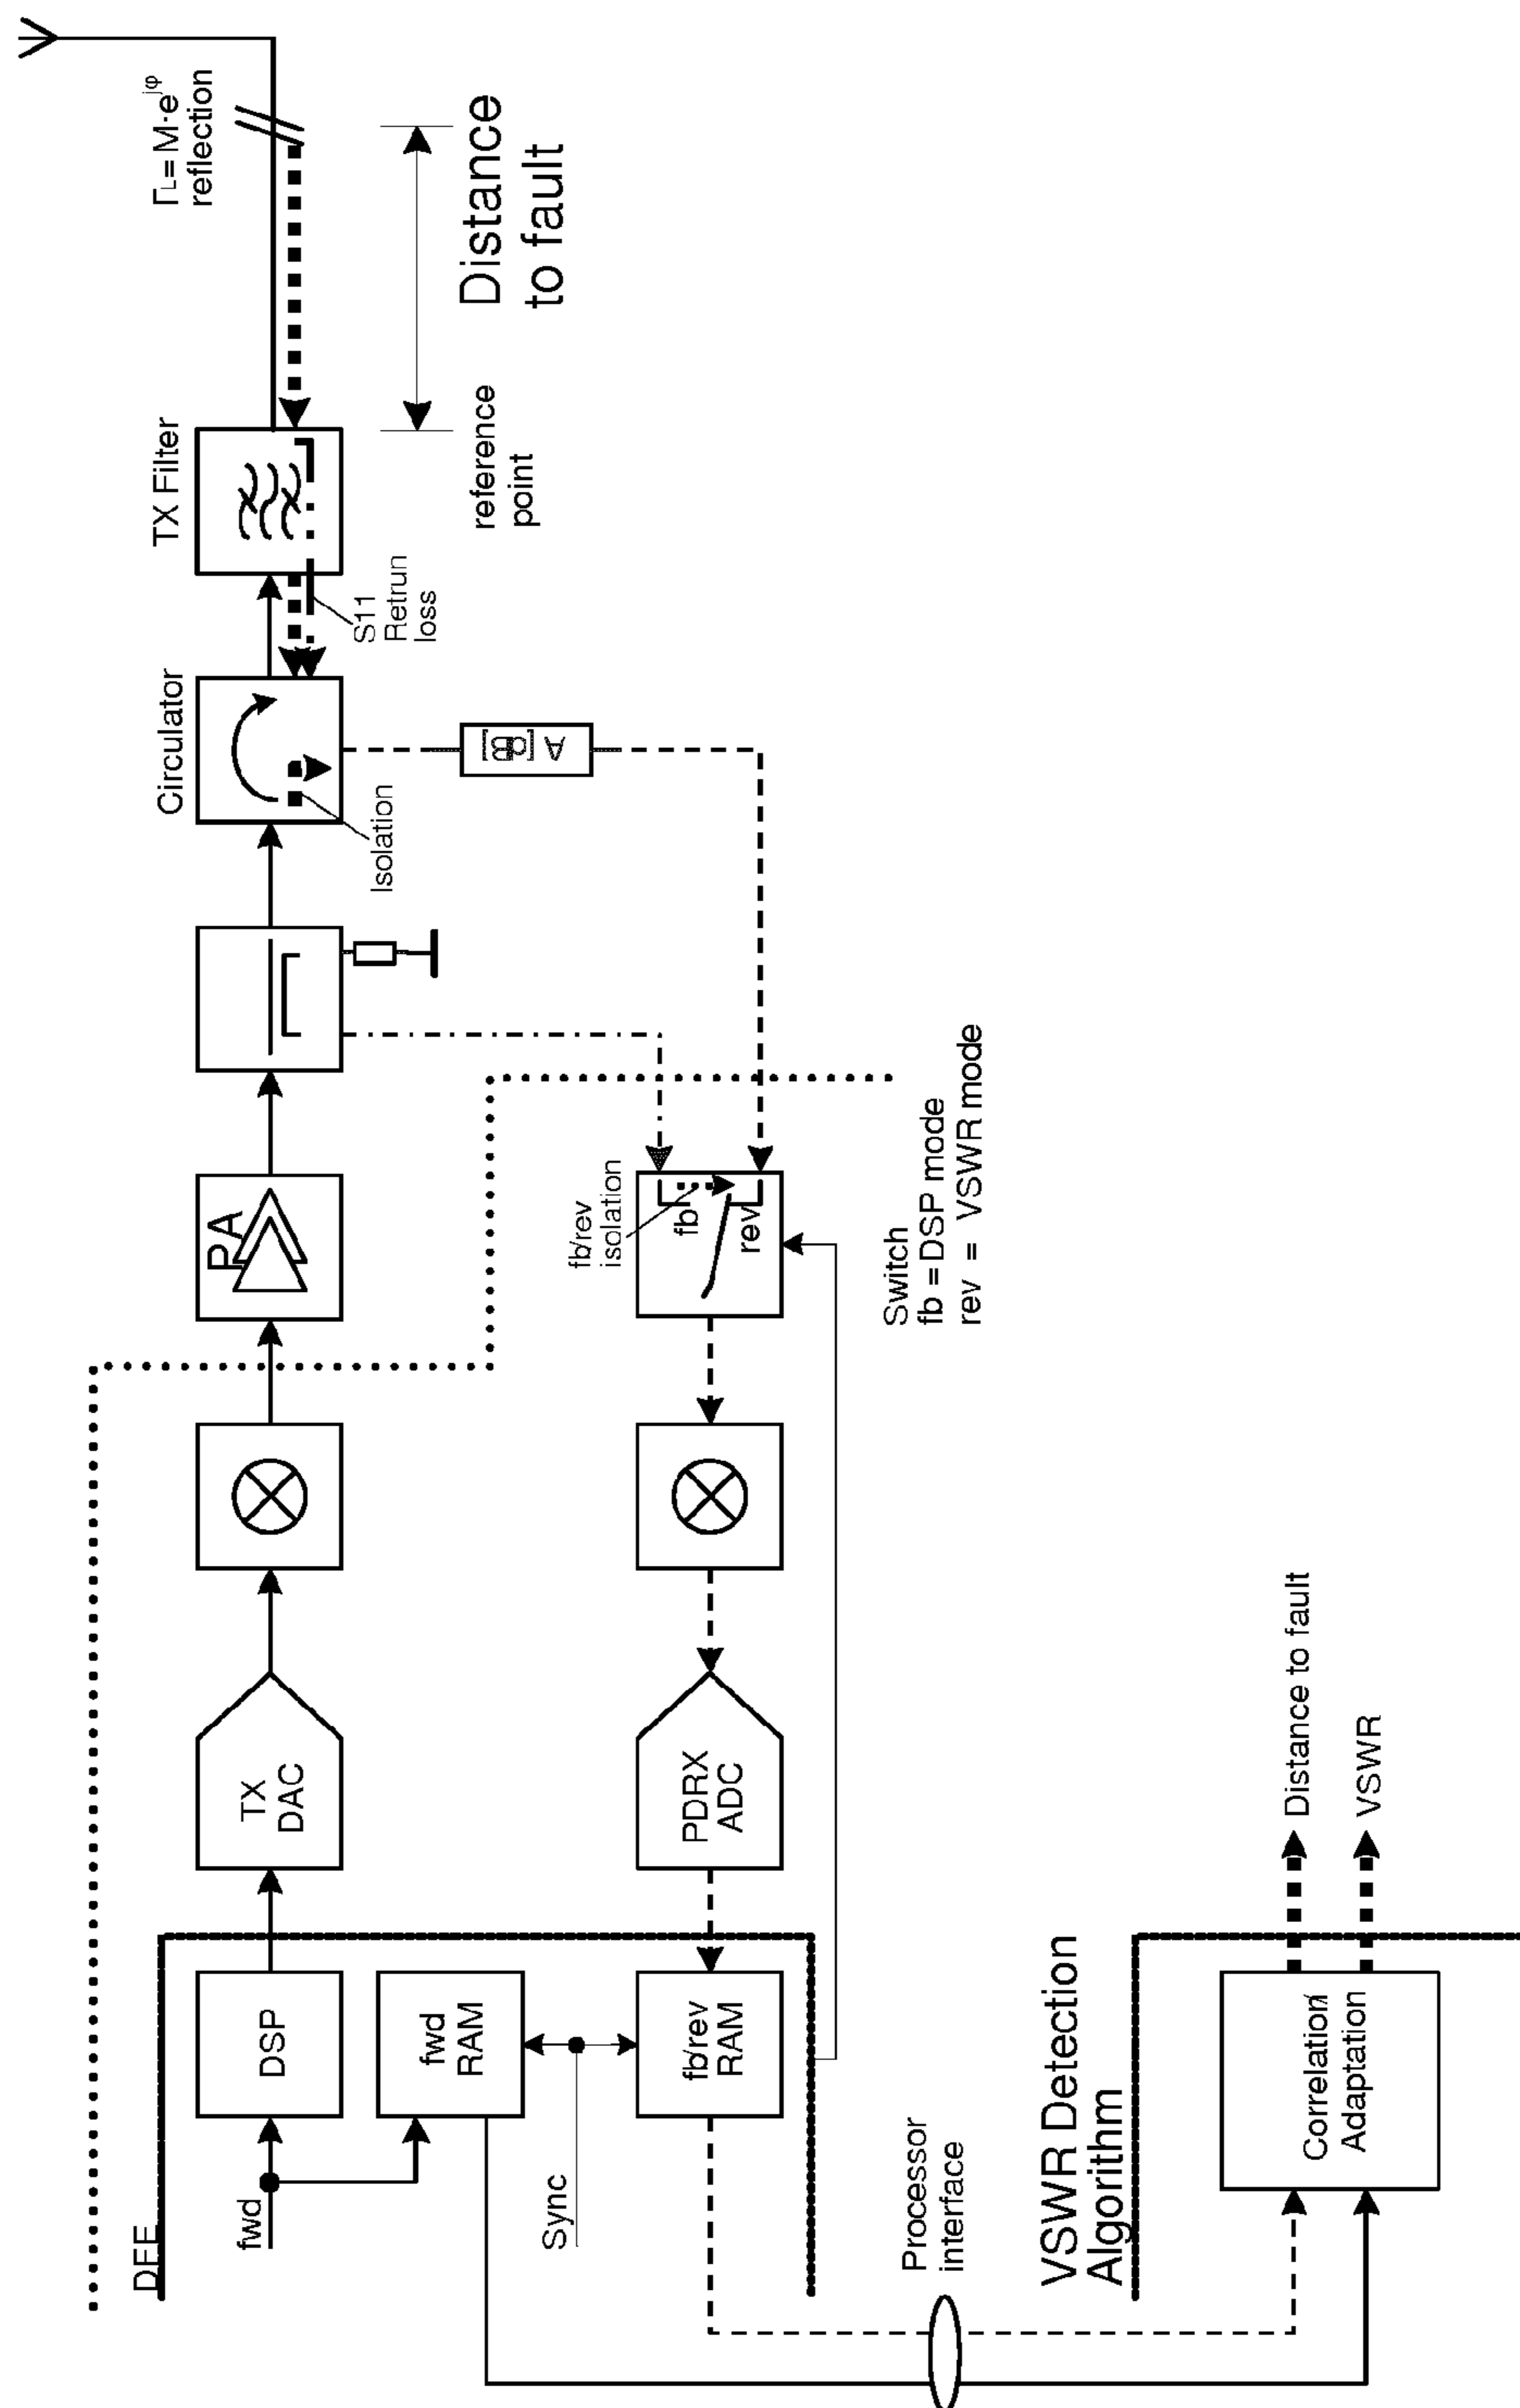 DFE
fwd
DSP
TX
DAC
PA
Circulator
Isolation
TX Filter
S11
Retrun
loss
ΓL= M·e^jφ
reflection
reference
point
Distance
to fault
A [dB]
fwd
RAM
Sync
fb/rev
RAM
PDRX
ADC
fb/rev
isolation
fb
rev
Switch
fb = DSP mode
rev = VSWR mode
Processor
interface
VSWR Detection
Algorithm
Correlation/
Adaptation
Distance to fault
VSWR